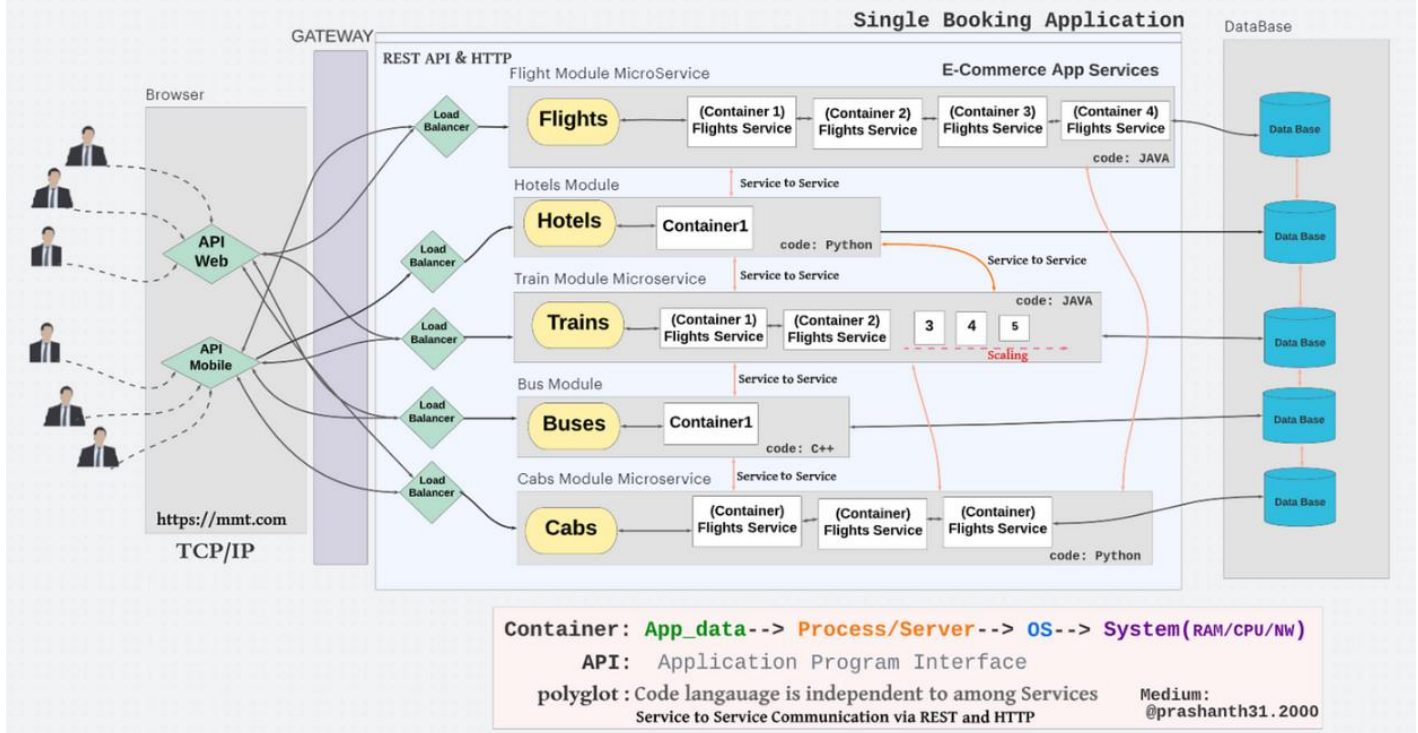 Single Booking Application
DataBase
GATEWAY
REST API & HTTP
Flight Module MicroService
E-Commerce App Services
Browser
Load
Balancer
Flights
(Container 1)
Flights Service
(Container 2)
Flights Service
(Container 3)
Flights Service
(Container 4)
Flights Service
code: JAVA
Data Base
Hotels Module
Service to Service
API
Web
Load
Balancer
Hotels
Container1
code: Python
Data Base
Service to Service
Service to Service
Train Module Microservice
code: JAVA
API
Mobile
Load
Balancer
Trains
(Container 1)
Flights Service
(Container 2)
Flights Service
3
4
5
Scaling
Data Base
Bus Module
Service to Service
Load
Balancer
Buses
Container1
code: C++
Data Base
Cabs Module Microservice
Service to Service
Load
Balancer
Cabs
(Container)
Flights Service
(Container)
Flights Service
(Container)
Flights Service
code: Python
Data Base
https://mmt.com
TCP/IP
Container: App_data--> Process/Server--> OS--> System(RAM/CPU/NW)
API: Application Program Interface
polyglot : Code langauage is independent to among Services
Service to Service Communication via REST and HTTP
Medium:
@prashanth31.2000